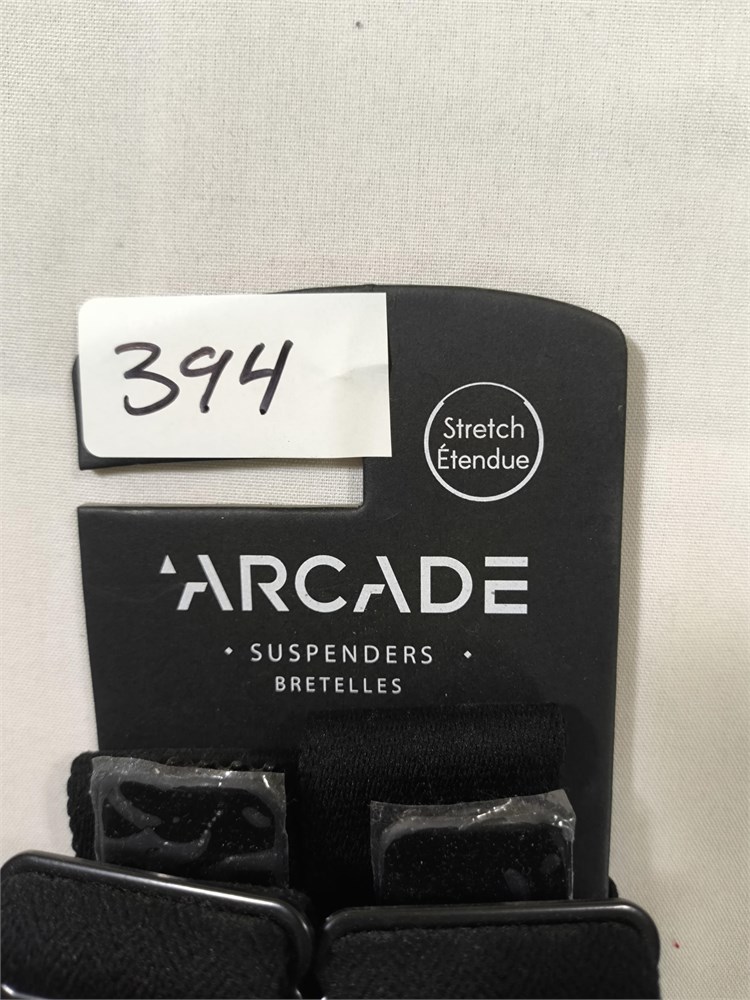 394
Stretch
Étendue
ARCADE
• SUSPENDERS •
BRETELLES